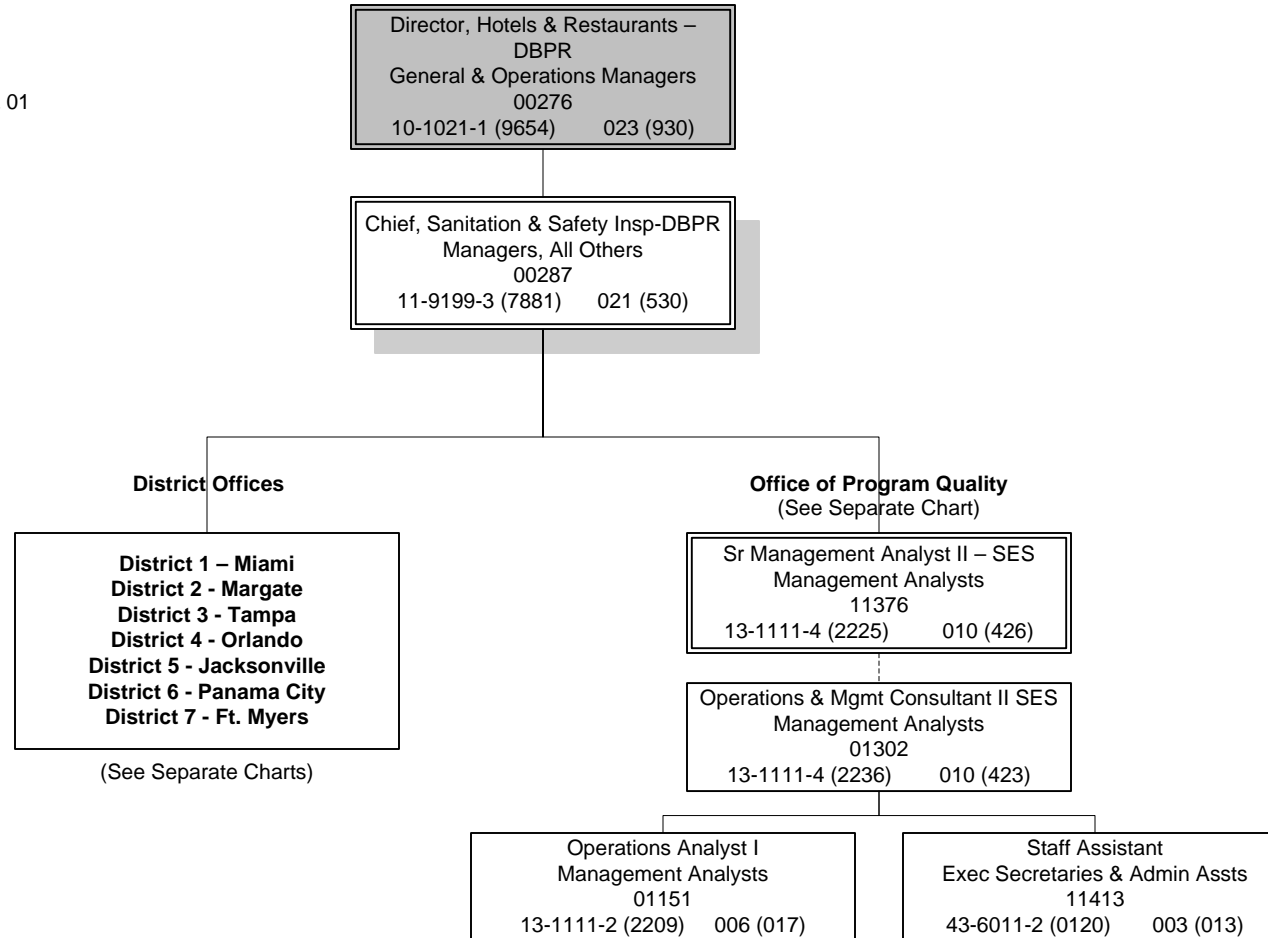 Director, Hotels & Restaurants –
DBPR
General & Operations Managers
00276
10-1021-1 (9654) 023 (930)
01
Chief, Sanitation & Safety Insp-DBPR
Managers, All Others
00287
11-9199-3 (7881) 021 (530)
District Offices
District 1 – Miami
District 2 - Margate
District 3 - Tampa
District 4 - Orlando
District 5 - Jacksonville
District 6 - Panama City
District 7 - Ft. Myers
(See Separate Charts)
Office of Program Quality
(See Separate Chart)
Sr Management Analyst II – SES
Management Analysts
11376
13-1111-4 (2225) 010 (426)
Operations & Mgmt Consultant II SES
Management Analysts
01302
13-1111-4 (2236) 010 (423)
Operations Analyst I
Management Analysts
01151
13-1111-2 (2209) 006 (017)
Staff Assistant
Exec Secretaries & Admin Assts
11413
43-6011-2 (0120) 003 (013)